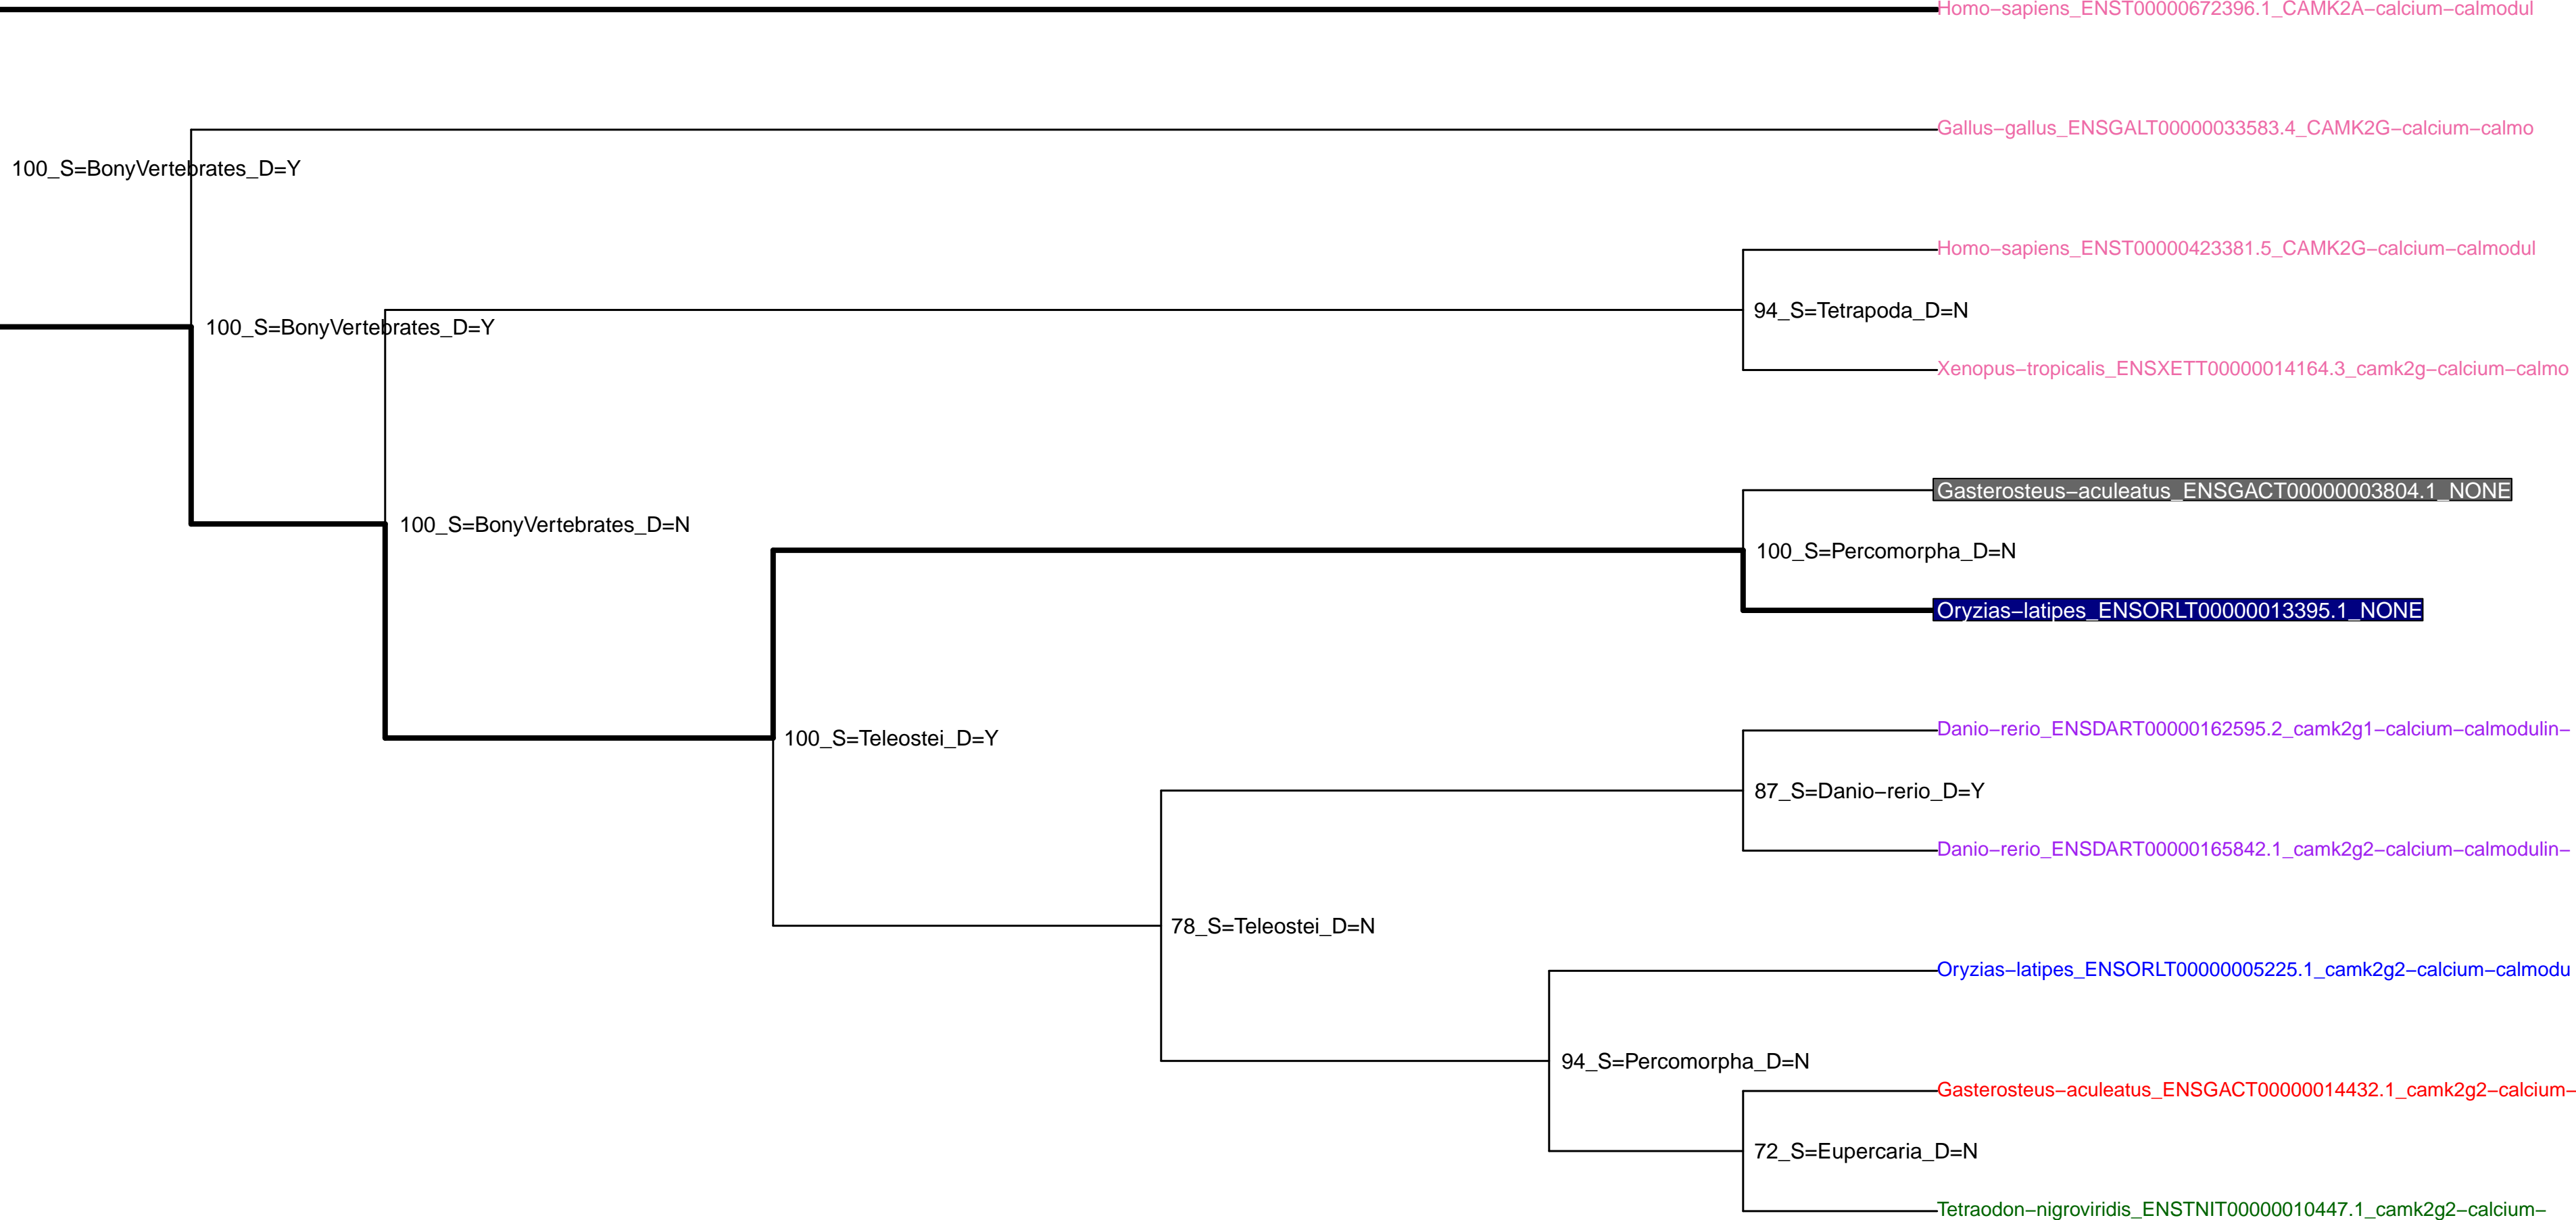 Homo−sapiens_ENST00000672396.1_CAMK2A−calcium−calmodul
Gallus−gallus_ENSGALT00000033583.4_CAMK2G−calcium−calmo
100_S=BonyVertebrates_D=Y
Homo−sapiens_ENST00000423381.5_CAMK2G−calcium−calmodul
94_S=Tetrapoda_D=N
100_S=BonyVertebrates_D=Y
Xenopus−tropicalis_ENSXETT00000014164.3_camk2g−calcium−calmo
Gasterosteus−aculeatus_ENSGACT00000003804.1_NONE
100_S=BonyVertebrates_D=N
100_S=Percomorpha_D=N
Oryzias−latipes_ENSORLT00000013395.1_NONE
Danio−rerio_ENSDART00000162595.2_camk2g1−calcium−calmodulin−
100_S=Teleostei_D=Y
87_S=Danio−rerio_D=Y
Danio−rerio_ENSDART00000165842.1_camk2g2−calcium−calmodulin−
78_S=Teleostei_D=N
Oryzias−latipes_ENSORLT00000005225.1_camk2g2−calcium−calmodu
94_S=Percomorpha_D=N
Gasterosteus−aculeatus_ENSGACT00000014432.1_camk2g2−calcium−
72_S=Eupercaria_D=N
Tetraodon−nigroviridis_ENSTNIT00000010447.1_camk2g2−calcium−